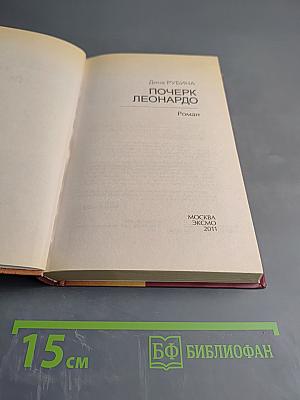 Дина РУБИНА
ПОЧЕРК
ЛЕОНАРДО
Роман
МОСКВА
ЭКСМО
2011
15 см
БФ БИБЛИОФАН